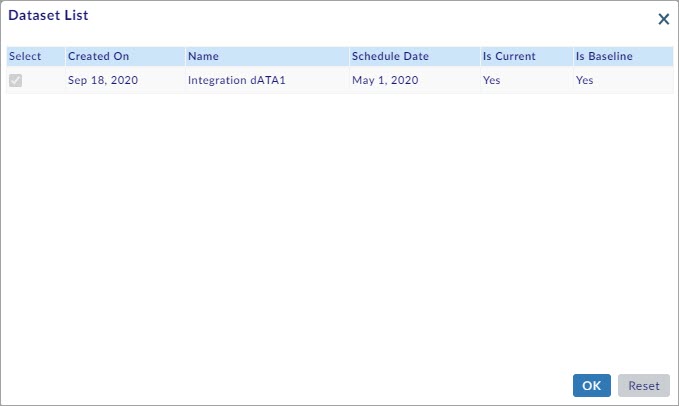 Dataset List
Select Created On Name Schedule Date Is Current Is Baseline
Sep 18, 2020 Integration dATA1 May 1, 2020 Yes Yes
OK Reset